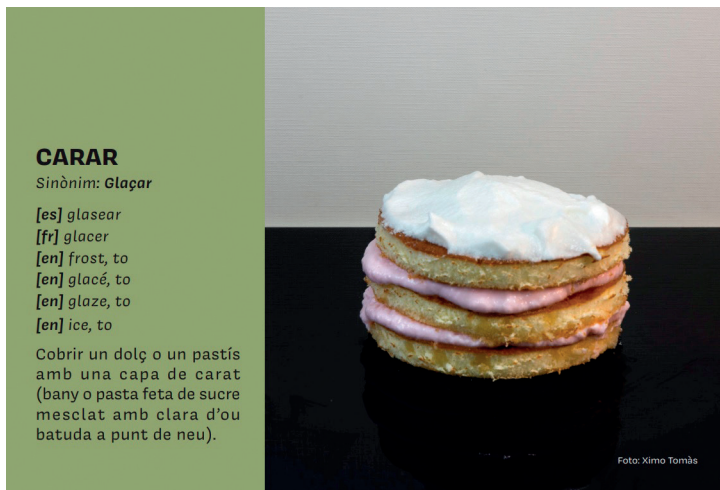 CARAR
Sinònim: Glaçar
[es] glasear
[fr] glacer
[en] frost, to
[en] glacé, to
[en] glaze, to
[en] ice, to
Cobrir un dolç o un pastís
amb una capa de carat
(bany o pasta feta de sucre
mesclat amb clara d'ou
batuda a punt de neu).
Foto: Ximo Tomàs